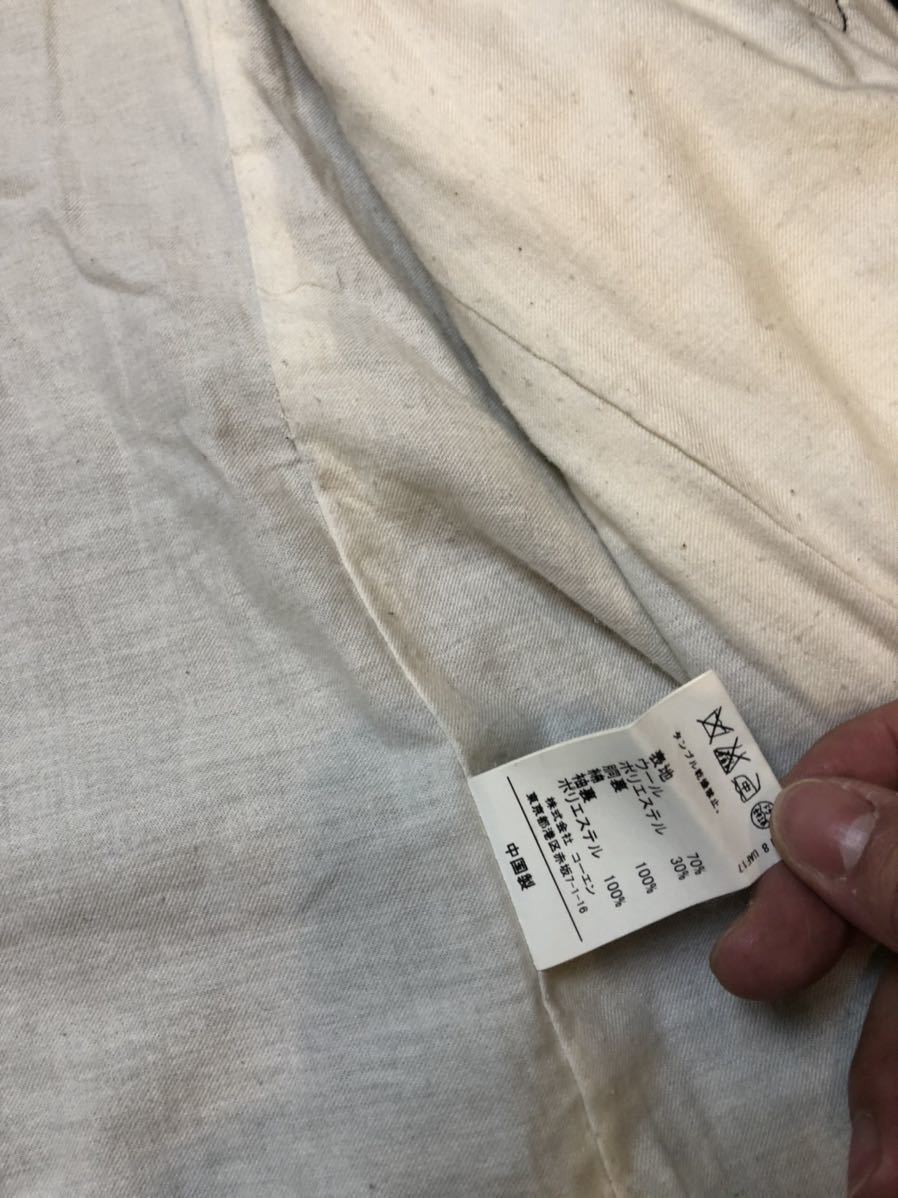 タンブル乾燥禁止。
8 UAF17
表地
ウール 70%
ポリエステル 30%
胴裏
綿 100%
袖裏
ポリエステル 100%
株式会社 コーエン
東京都港区赤坂7-1-16
中国製